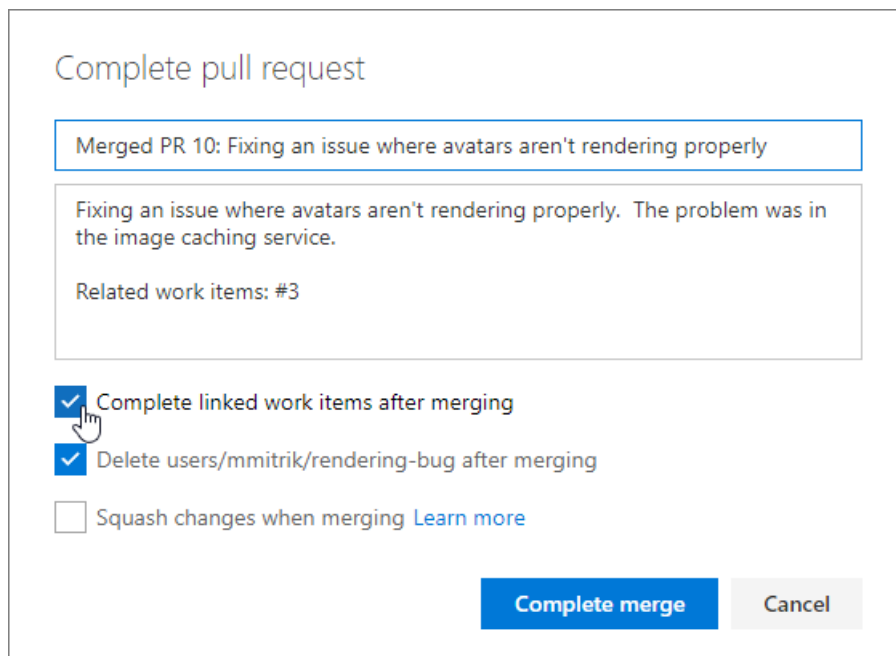 Complete pull request
Merged PR 10: Fixing an issue where avatars aren't rendering properly
Fixing an issue where avatars aren't rendering properly.  The problem was in
the image caching service.
Related work items: #3
Complete linked work items after merging
Delete users/mmitrik/rendering-bug after merging
Squash changes when merging Learn more
Complete merge Cancel